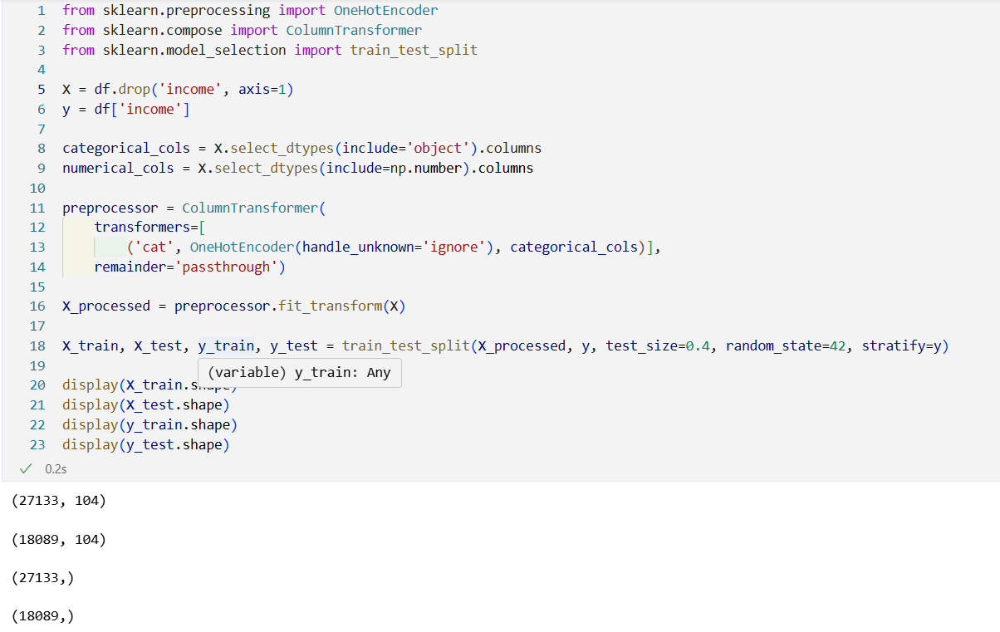 1 from sklearn.preprocessing import OneHotEncoder
2 from sklearn.compose import ColumnTransformer
3 from sklearn.model_selection import train_test_split
4
5 X = df.drop('income', axis=1)
6 y = df['income']
7
8 categorical_cols = X.select_dtypes(include='object').columns
9 numerical_cols = X.select_dtypes(include=np.number).columns
10
11 preprocessor = ColumnTransformer(
12     transformers=[
13         ('cat', OneHotEncoder(handle_unknown='ignore'), categorical_cols)],
14     remainder='passthrough')
15
16 X_processed = preprocessor.fit_transform(X)
17
18 X_train, X_test, y_train, y_test = train_test_split(X_processed, y, test_size=0.4, random_state=42, stratify=y)
19
(variable) y_train: Any
20 display(X_train.shape)
21 display(X_test.shape)
22 display(y_train.shape)
23 display(y_test.shape)
0.2s
(27133, 104)
(18089, 104)
(27133,)
(18089,)